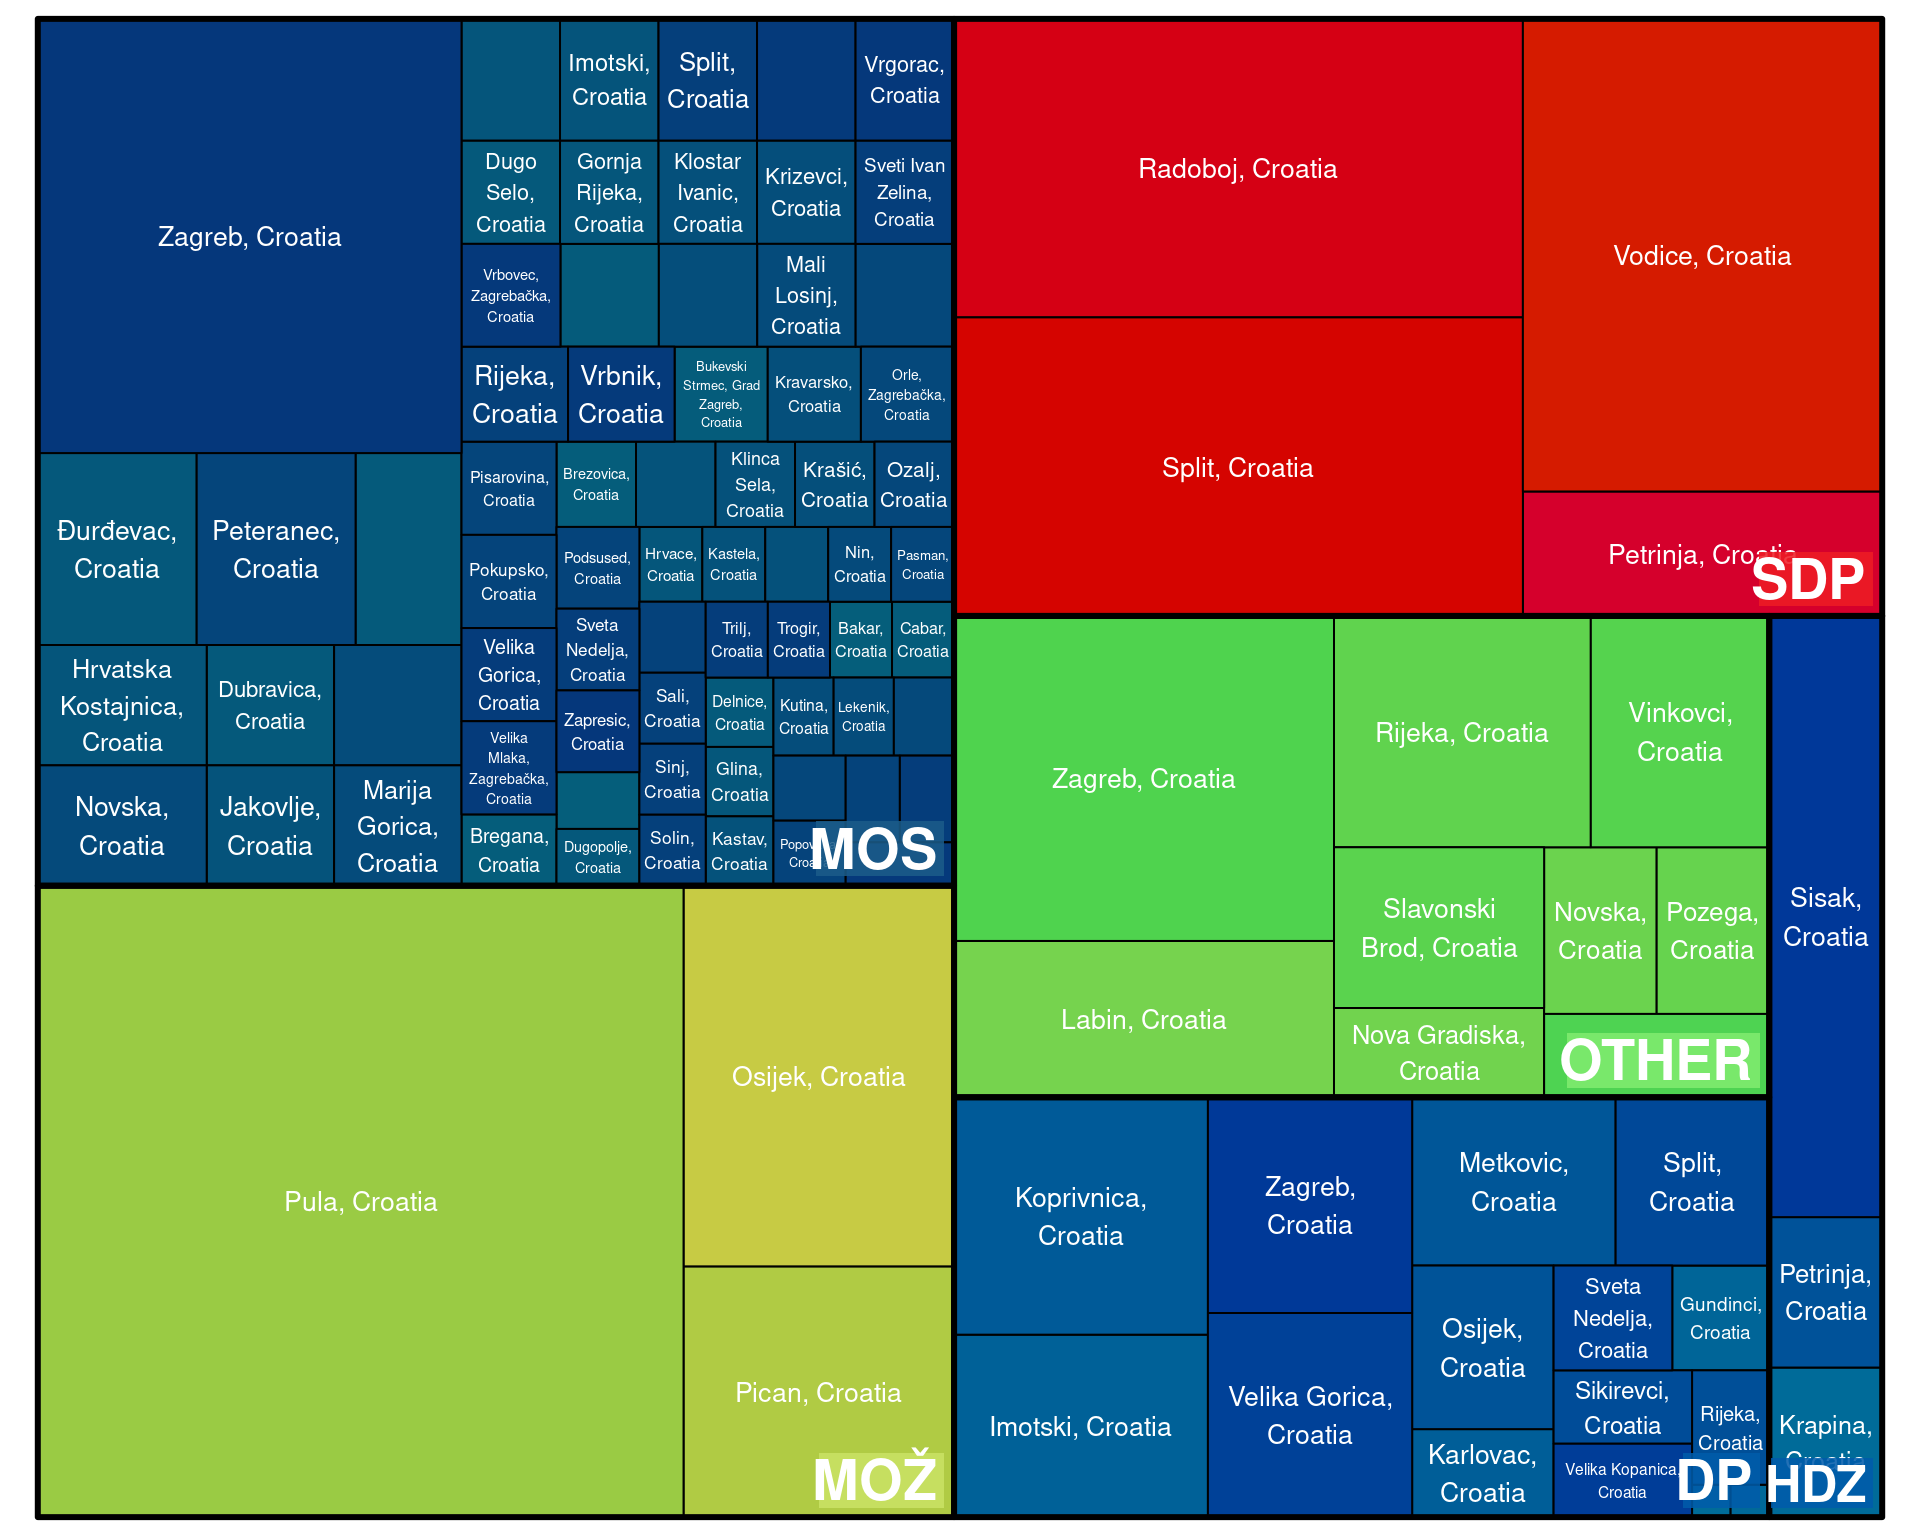 Zagreb, Croatia
Imotski,
Croatia
Split,
Croatia
Vrgorac,
Croatia
Dugo
Selo,
Croatia
Gornja
Rijeka,
Croatia
Klostar
Ivanic,
Croatia
Krizevci,
Croatia
Sveti Ivan
Zelina,
Croatia
Vrbovec,
Zagrebačka,
Croatia
Mali
Losinj,
Croatia
Rijeka,
Croatia
Vrbnik,
Croatia
Bukevski
Strmec, Grad
Zagreb,
Croatia
Kravarsko,
Croatia
Orle,
Zagrebačka,
Croatia
Đurđevac,
Croatia
Peteranec,
Croatia
Pisarovina,
Croatia
Brezovica,
Croatia
Klinca
Sela,
Croatia
Krašić,
Croatia
Ozalj,
Croatia
Pokupsko,
Croatia
Podsused,
Croatia
Hrvace,
Croatia
Kastela,
Croatia
Nin,
Croatia
Pasman,
Croatia
Hrvatska
Kostajnica,
Croatia
Dubravica,
Croatia
Velika
Gorica,
Croatia
Sveta
Nedelja,
Croatia
Trilj,
Croatia
Trogir,
Croatia
Bakar,
Croatia
Cabar,
Croatia
Zapresic,
Croatia
Sali,
Croatia
Delnice,
Croatia
Kutina,
Croatia
Lekenik,
Croatia
Novska,
Croatia
Jakovlje,
Croatia
Marija
Gorica,
Croatia
Velika
Mlaka,
Zagrebačka,
Croatia
Sinj,
Croatia
Glina,
Croatia
Bregana,
Croatia
Dugopolje,
Croatia
Solin,
Croatia
Kastav,
Croatia
MOS
Pula, Croatia
Osijek, Croatia
Pican, Croatia
MOŽ
Radoboj, Croatia
Vodice, Croatia
Split, Croatia
Petrinja, Croatia
SDP
Zagreb, Croatia
Rijeka, Croatia
Vinkovci,
Croatia
Slavonski
Brod, Croatia
Novska,
Croatia
Pozega,
Croatia
Labin, Croatia
Nova Gradiska,
Croatia
OTHER
Koprivnica,
Croatia
Zagreb,
Croatia
Metkovic,
Croatia
Split,
Croatia
Imotski, Croatia
Velika Gorica,
Croatia
Osijek,
Croatia
Sveta
Nedelja,
Croatia
Gundinci,
Croatia
Sikirevci,
Croatia
Rijeka,
Croatia
Karlovac,
Croatia
Velika Kopanica,
Croatia
DP
Sisak,
Croatia
Petrinja,
Croatia
Krapina,
Croatia
HDZ